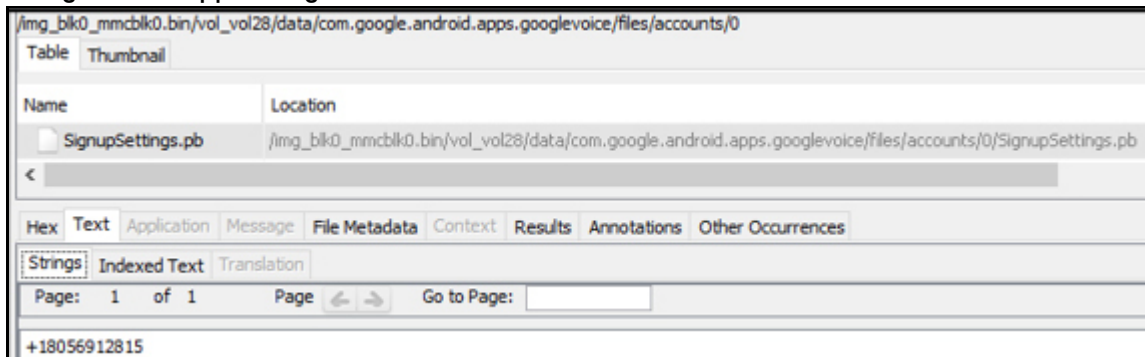 /img_blk0_mmcblk0.bin/vol_vol28/data/com.google.android.apps.googlevoice/files/accounts/0
Table Thumbnail
Name Location
SignupSettings.pb /img_blk0_mmcblk0.bin/vol_vol28/data/com.google.android.apps.googlevoice/files/accounts/0/SignupSettings.pb
Hex Text Application Message File Metadata Context Results Annotations Other Occurrences
Strings Indexed Text Translation
Page: 1 of 1 Page Go to Page:
+18056912815